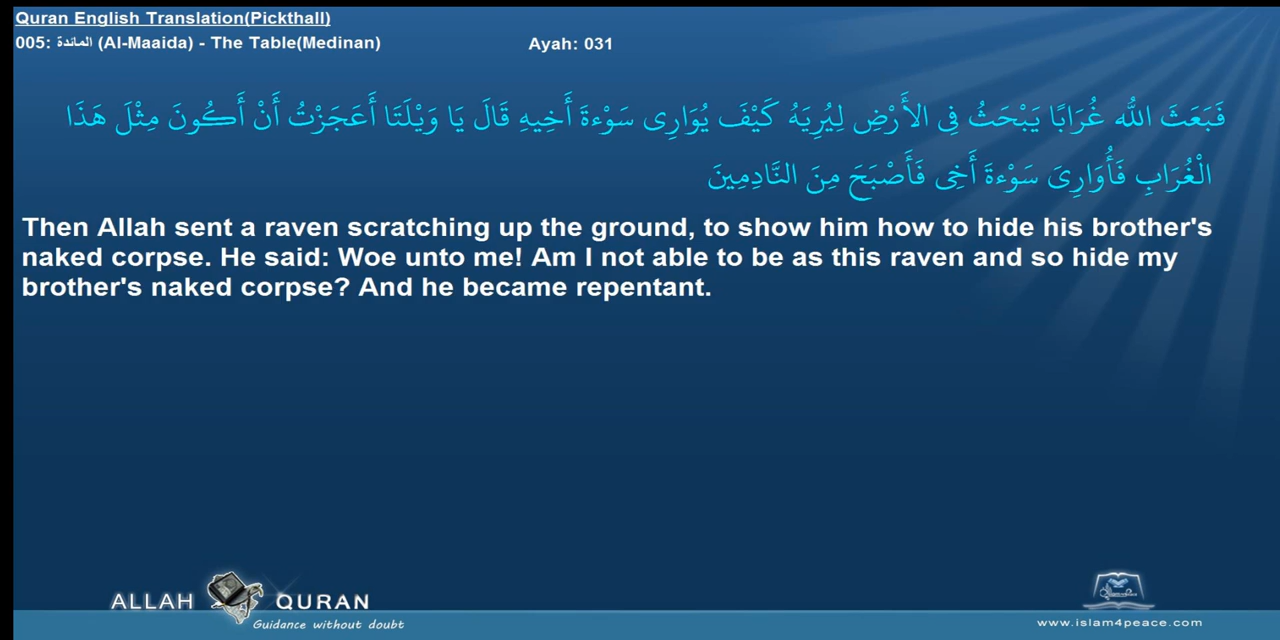 Quran English Translation(Pickthall)
005: المائدة (Al-Maaida) - The Table(Medinan)
Ayah: 031
فَبَعَثَ اللَّهُ غُرَابًا يَبْحَثُ فِي الأَرْضِ لِيُرِيَهُ كَيْفَ يُوَارِي سَوْءةَ أَخِيهِ قَالَ يَا وَيْلَتَا أَعَجَزْتُ أَنْ أَكُونَ مِثْلَ هَذَا
الْغُرَابِ فَأُوَارِيَ سَوْءةَ أَخِي فَأَصْبَحَ مِنَ النَّادِمِينَ
Then Allah sent a raven scratching up the ground, to show him how to hide his brother's
naked corpse. He said: Woe unto me! Am I not able to be as this raven and so hide my
brother's naked corpse? And he became repentant.
ALLAH QURAN
Guidance without doubt
www.islam4peace.com